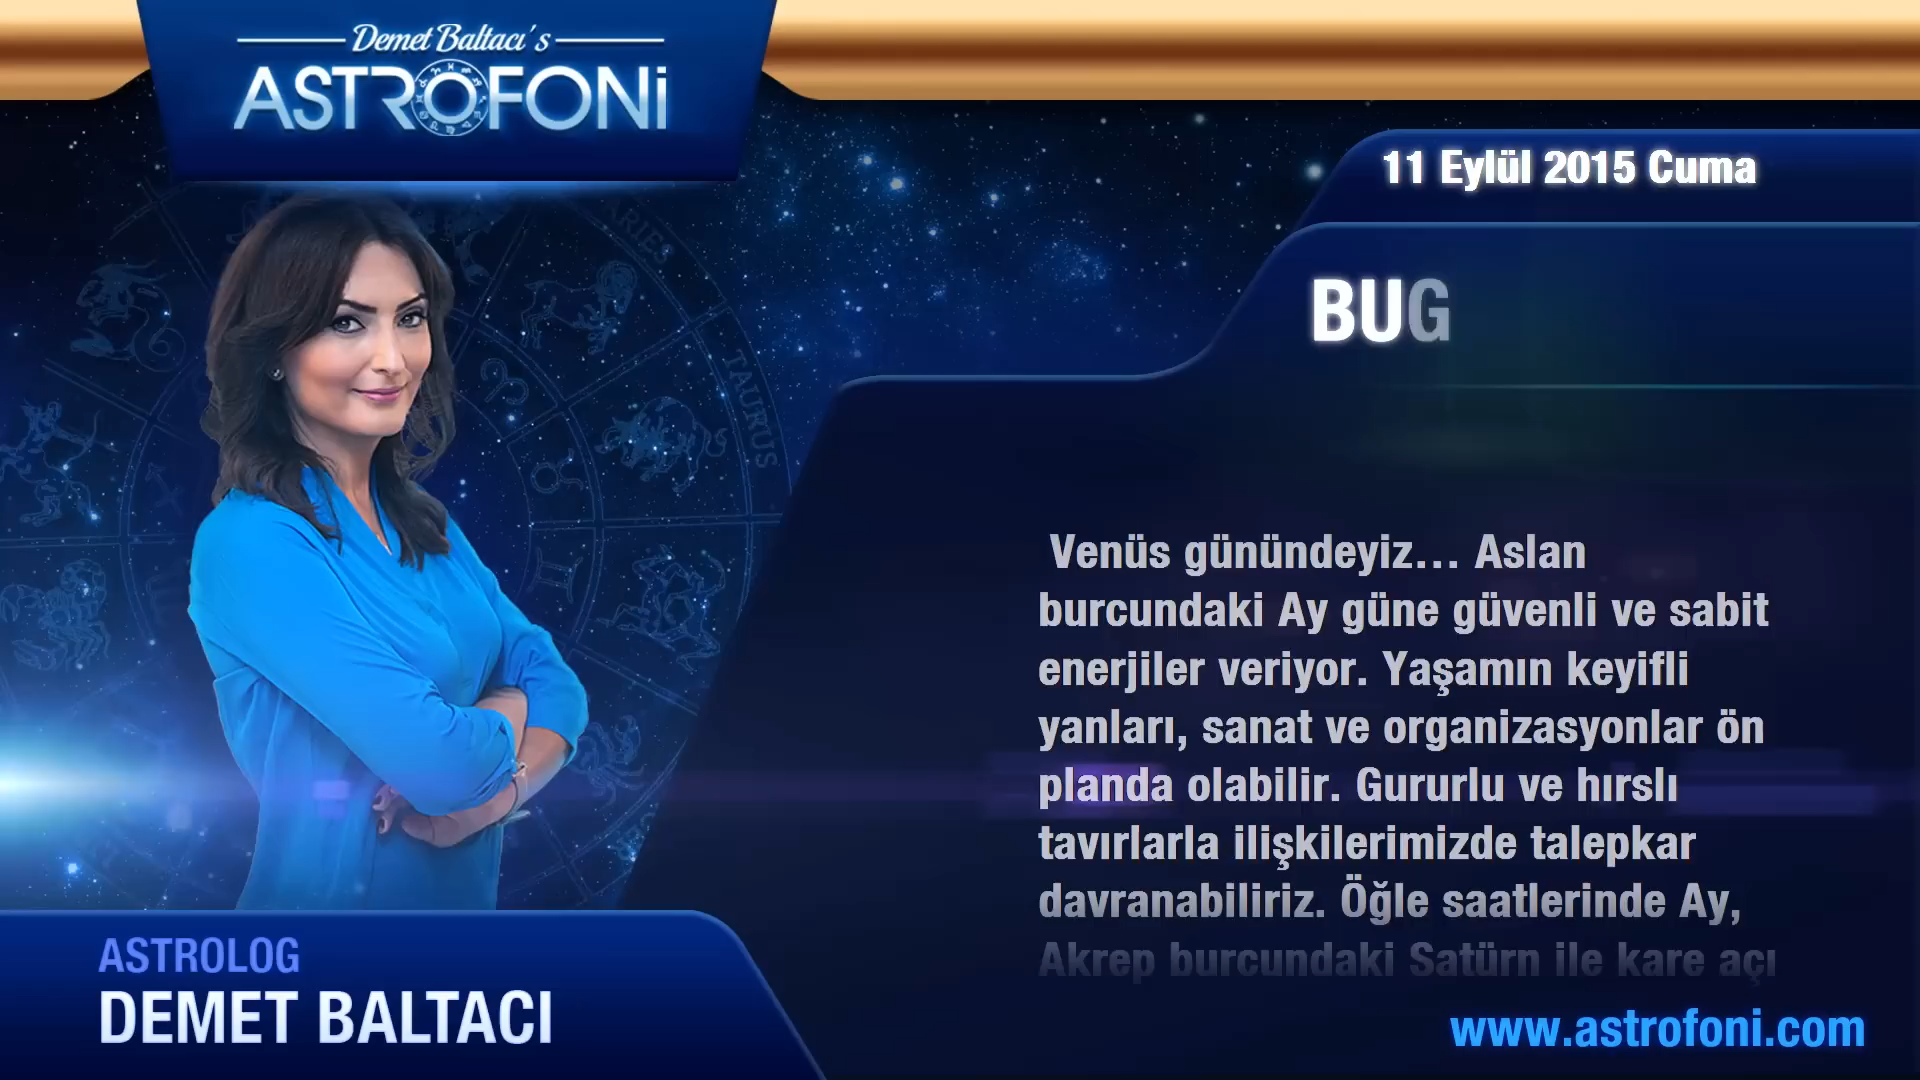 Demet Baltacı's
ASTROFONİ
11 Eylül 2015 Cuma
BUG
ARIES
TAURUS
Venüs günündeyiz... Aslan
burcundaki Ay güne güvenli ve sabit
enerjiler veriyor. Yaşamın keyifli
yanları, sanat ve organizasyonlar ön
planda olabilir. Gururlu ve hırslı
tavırlarla ilişkilerimizde talepkar
davranabiliriz. Öğle saatlerinde Ay,
Akrep burcundaki Satürn ile kare açı
ASTROLOG
DEMET BALTACI
www.astrofoni.com